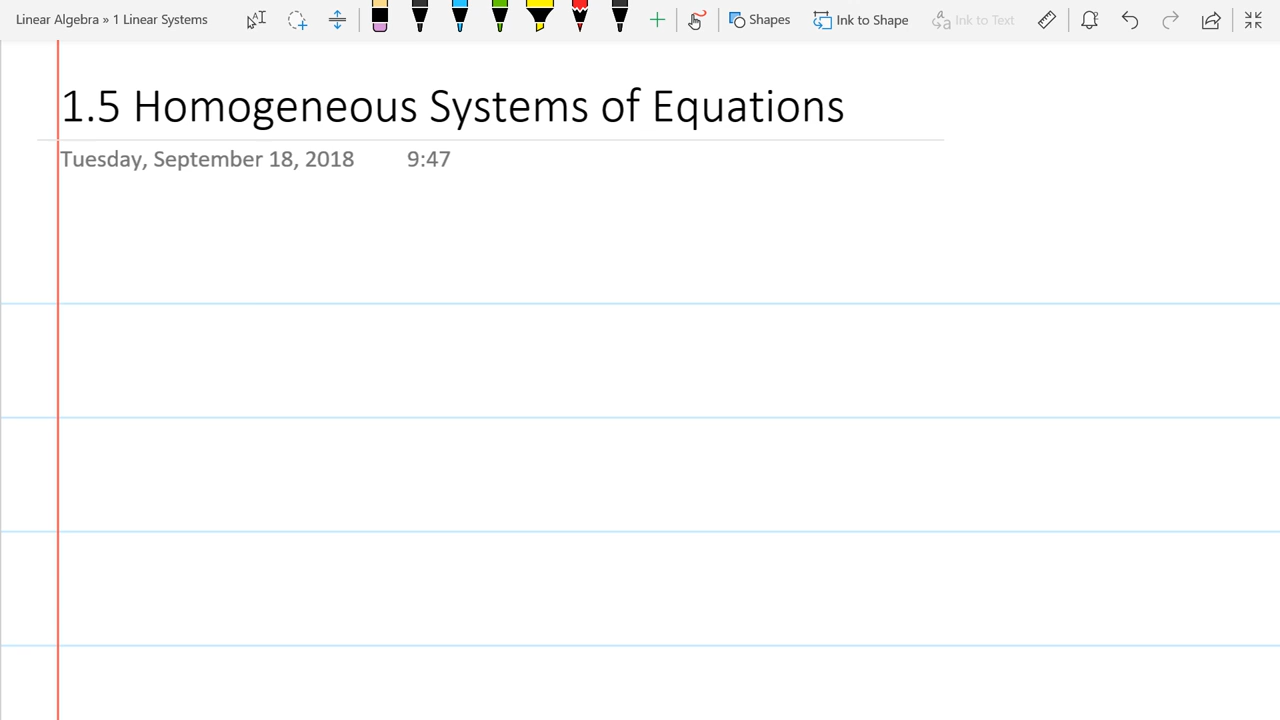 Linear Algebra » 1 Linear Systems Shapes Ink to Shape Ink to Text
1.5 Homogeneous Systems of Equations
Tuesday, September 18, 2018 9:47